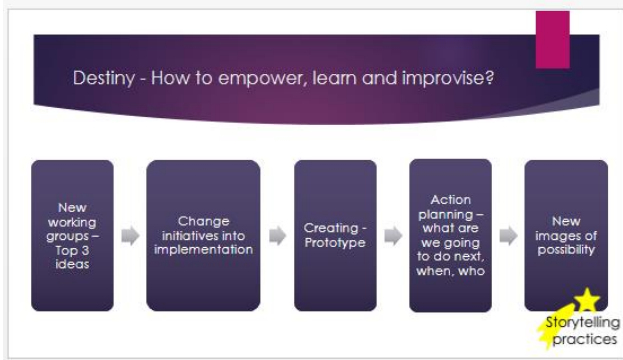 Destiny - How to empower, learn and improvise?
New
working
groups –
Top 3
ideas
Change
initiatives into
implementation
Creating -
Prototype
Action
planning –
what are
we going
to do next,
when, who
New
images of
possibility
Storytelling
practices